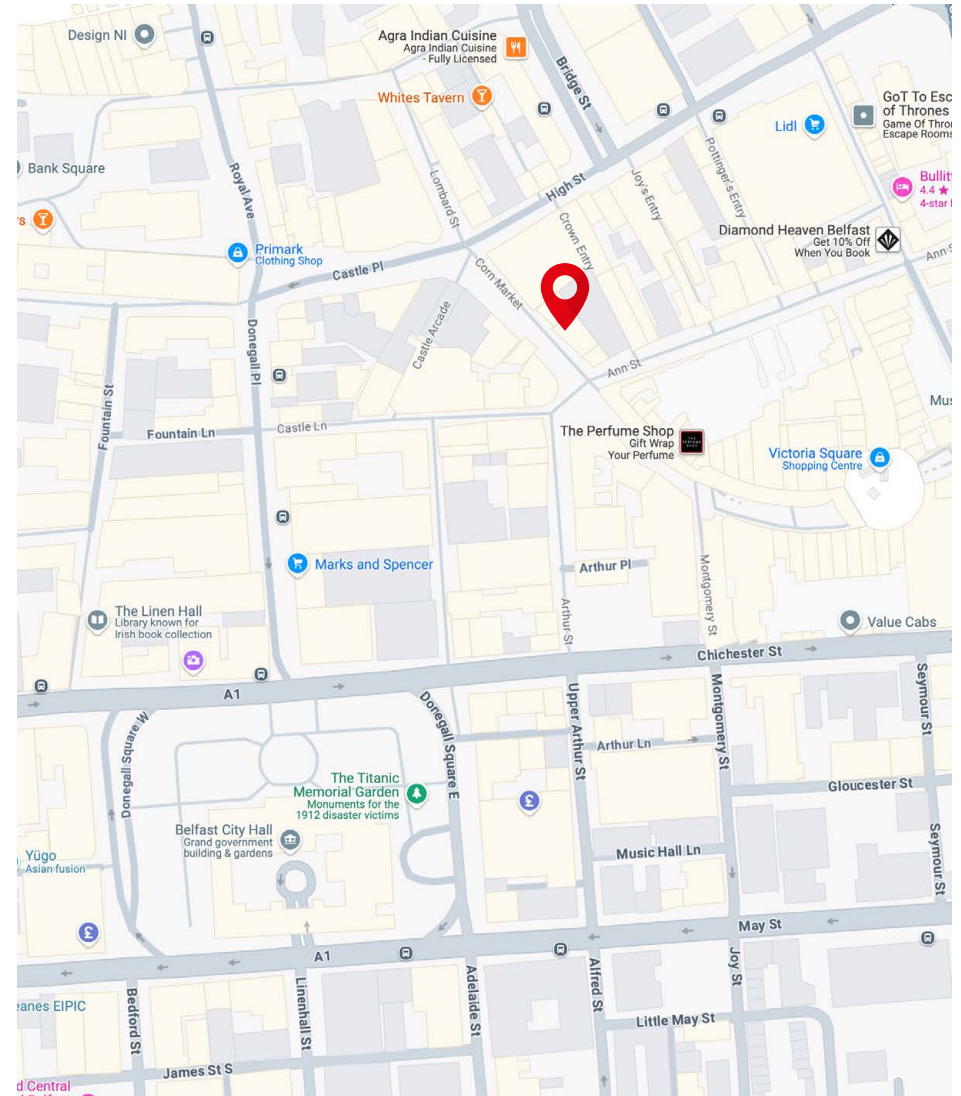 Design NI
Agra Indian Cuisine
Agra Indian Cuisine
- Fully Licensed
Bridge St
Whites Tavern
GoT To Esc
of Thrones
Game Of Thro
Escape Rooms
Lidl
Bank Square
Royal Ave
Lombard St
High St
Joy's Entry
Pottinger's Entry
Bullit
4.4 ★
4-star
Crown Entry
Diamond Heaven Belfast
Get 10% Off
When You Book
Ann S
Primark
Clothing Shop
Castle Pl
Corn Market
Castle Arcade
Donegall Pl
Ann St
Fountain St
Fountain Ln
Castle Ln
The Perfume Shop
Gift Wrap
Your Perfume
THE
PERFUME
SHOP
Mus
Victoria Square
Shopping Centre
Marks and Spencer
Arthur Pl
Montgomery St
The Linen Hall
Library known for
Irish book collection
Arthur St
Value Cabs
Chichester St
A1
Donegall Square W
Donegall Square E
Upper Arthur St
Montgomery St
Seymour St
Arthur Ln
The Titanic
Memorial Garden
Monuments for the
1912 disaster victims
£
Gloucester St
Belfast City Hall
Grand government
building & gardens
Music Hall Ln
Seymour St
Yügo
Asian fusion
£
May St
A1
Joy St
Bedford St
Linenhall St
Adelaide St
Alfred St
eanes EIPIC
Little May St
James St S
d Central